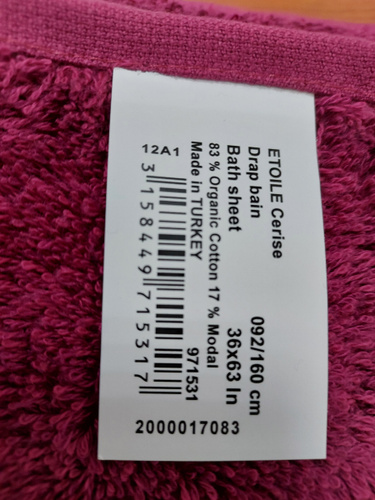 ETOILE Cerise
Drap bain 092/160 cm
Bath sheet 36x63 In
83 % Organic Cotton 17 % Modal
Made in TURKEY 971531
12A1
3 158449 715317
2000017083